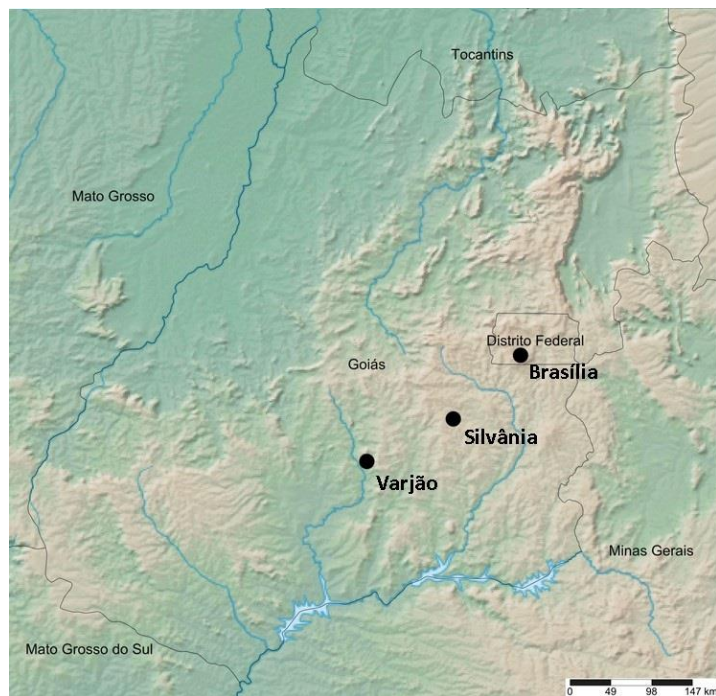 Tocantins
Mato Grosso
Distrito Federal
Goiás
Brasília
Silvânia
Varjão
Minas Gerais
Mato Grosso do Sul
0 49 98 147 km